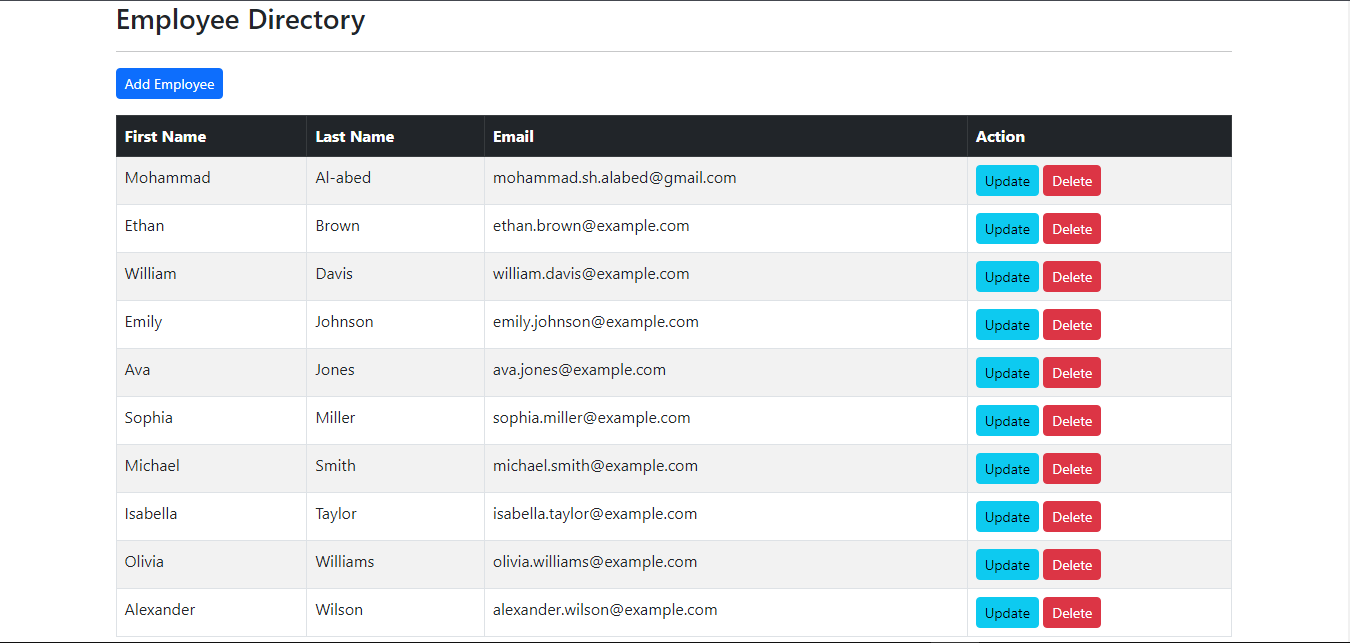 Employee Directory
Add Employee
First Name Last Name Email Action
Mohammad Al-abed mohammad.sh.alabed@gmail.com Update Delete
Ethan Brown ethan.brown@example.com Update Delete
William Davis william.davis@example.com Update Delete
Emily Johnson emily.johnson@example.com Update Delete
Ava Jones ava.jones@example.com Update Delete
Sophia Miller sophia.miller@example.com Update Delete
Michael Smith michael.smith@example.com Update Delete
Isabella Taylor isabella.taylor@example.com Update Delete
Olivia Williams olivia.williams@example.com Update Delete
Alexander Wilson alexander.wilson@example.com Update Delete